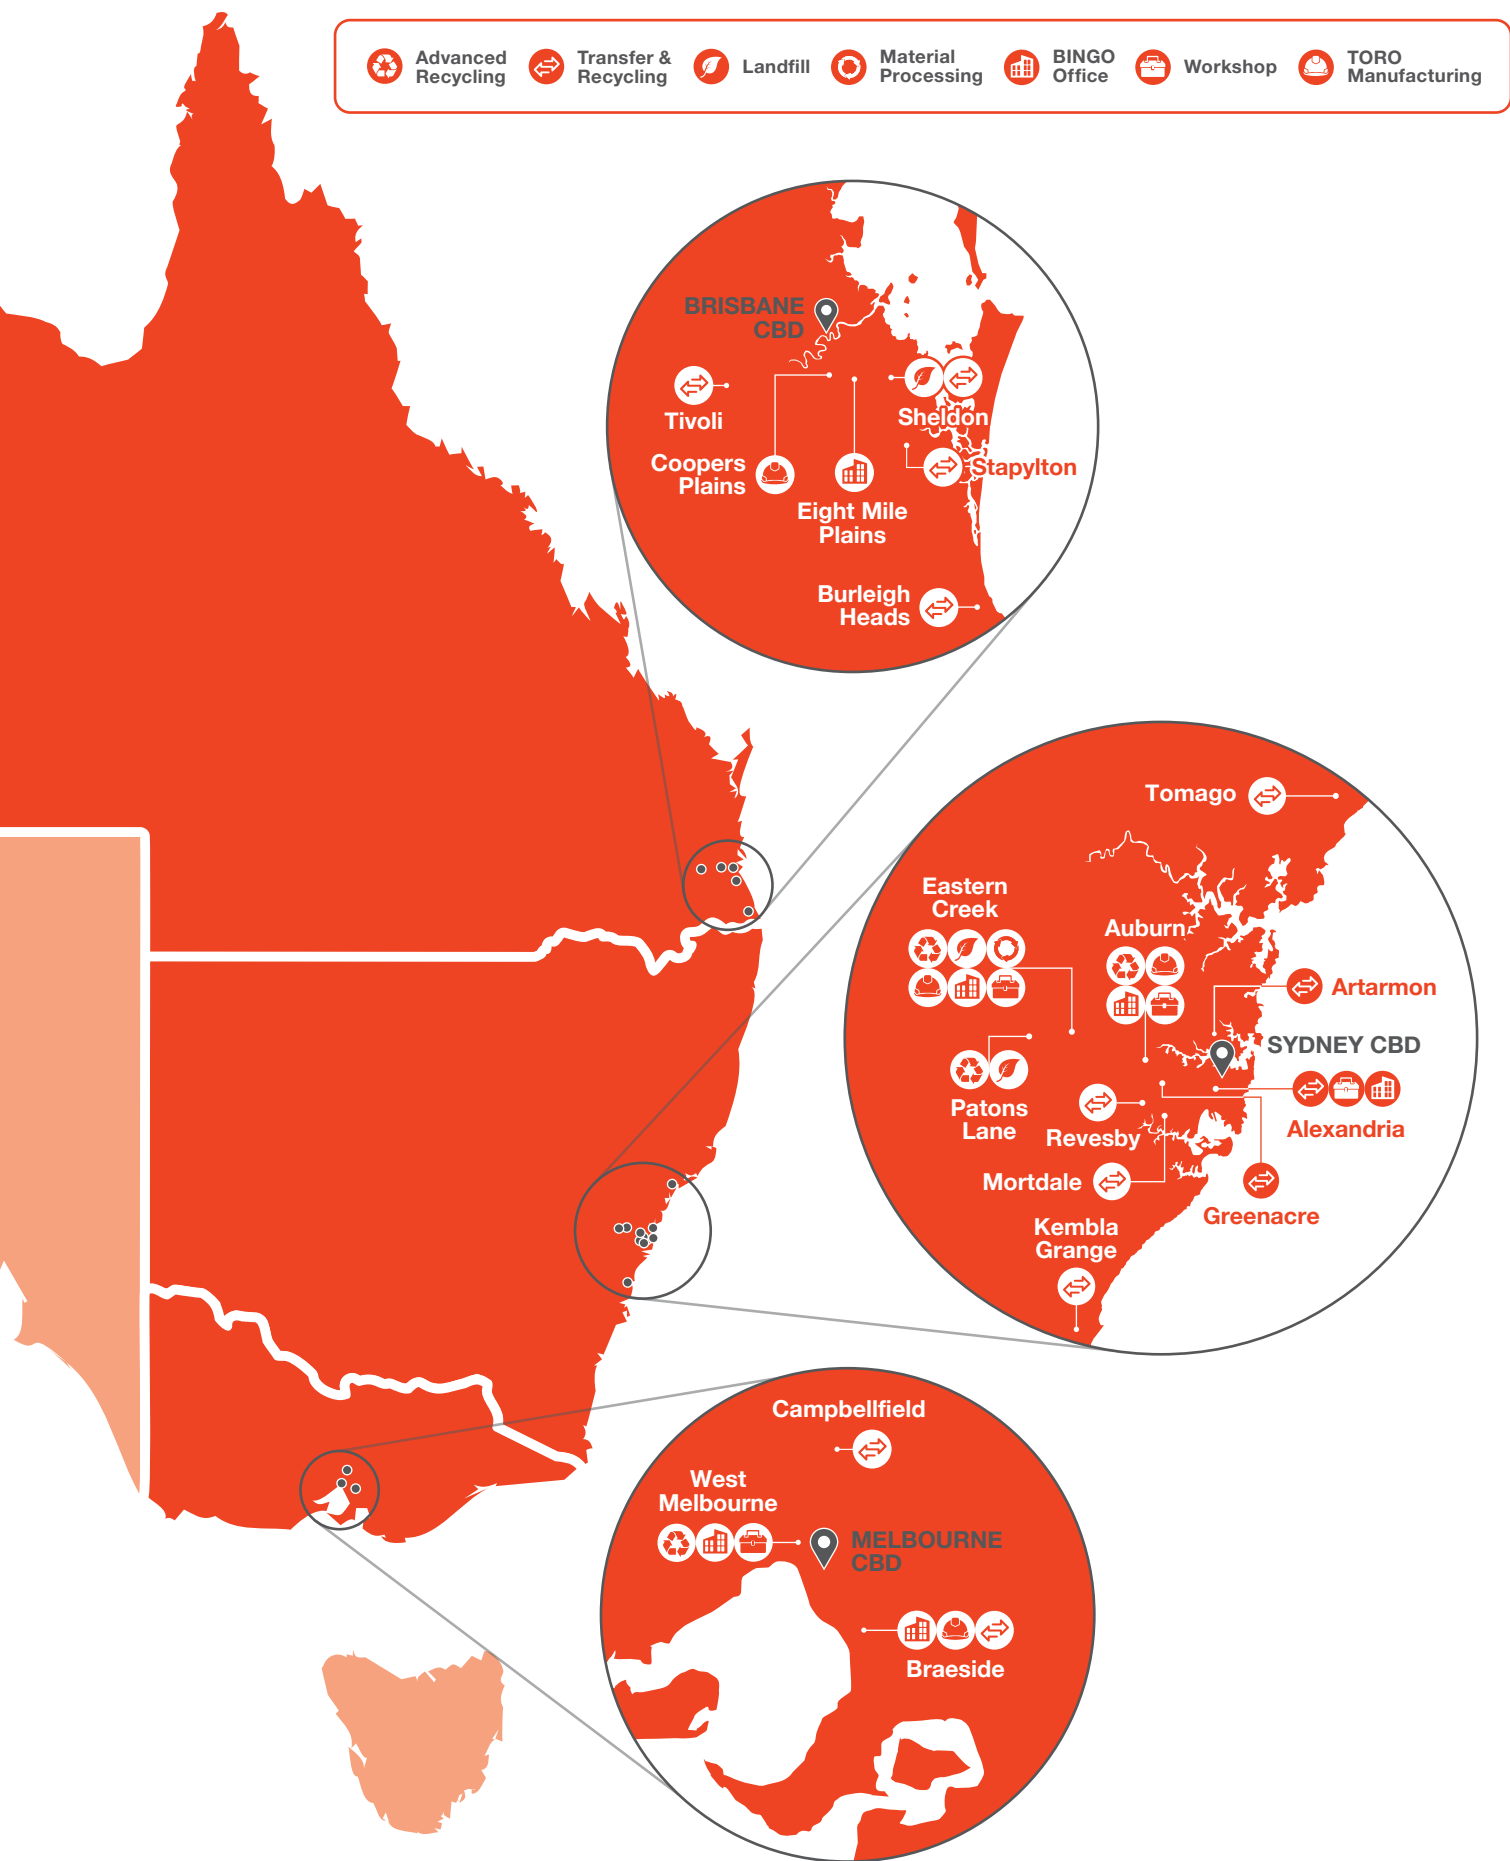 Advanced
Recycling
Transfer &
Recycling
Landfill
Material
Processing
BINGO
Office
Workshop
TORO
Manufacturing
BRISBANE
CBD
Tivoli
Sheldon
Coopers
Plains
Stapylton
Eight Mile
Plains
Burleigh
Heads
Tomago
Eastern
Creek
Auburn
Artarmon
SYDNEY CBD
Patons
Lane
Revesby
Alexandria
Mortdale
Greenacre
Kembla
Grange
Campbellfield
West
Melbourne
MELBOURNE
CBD
Braeside